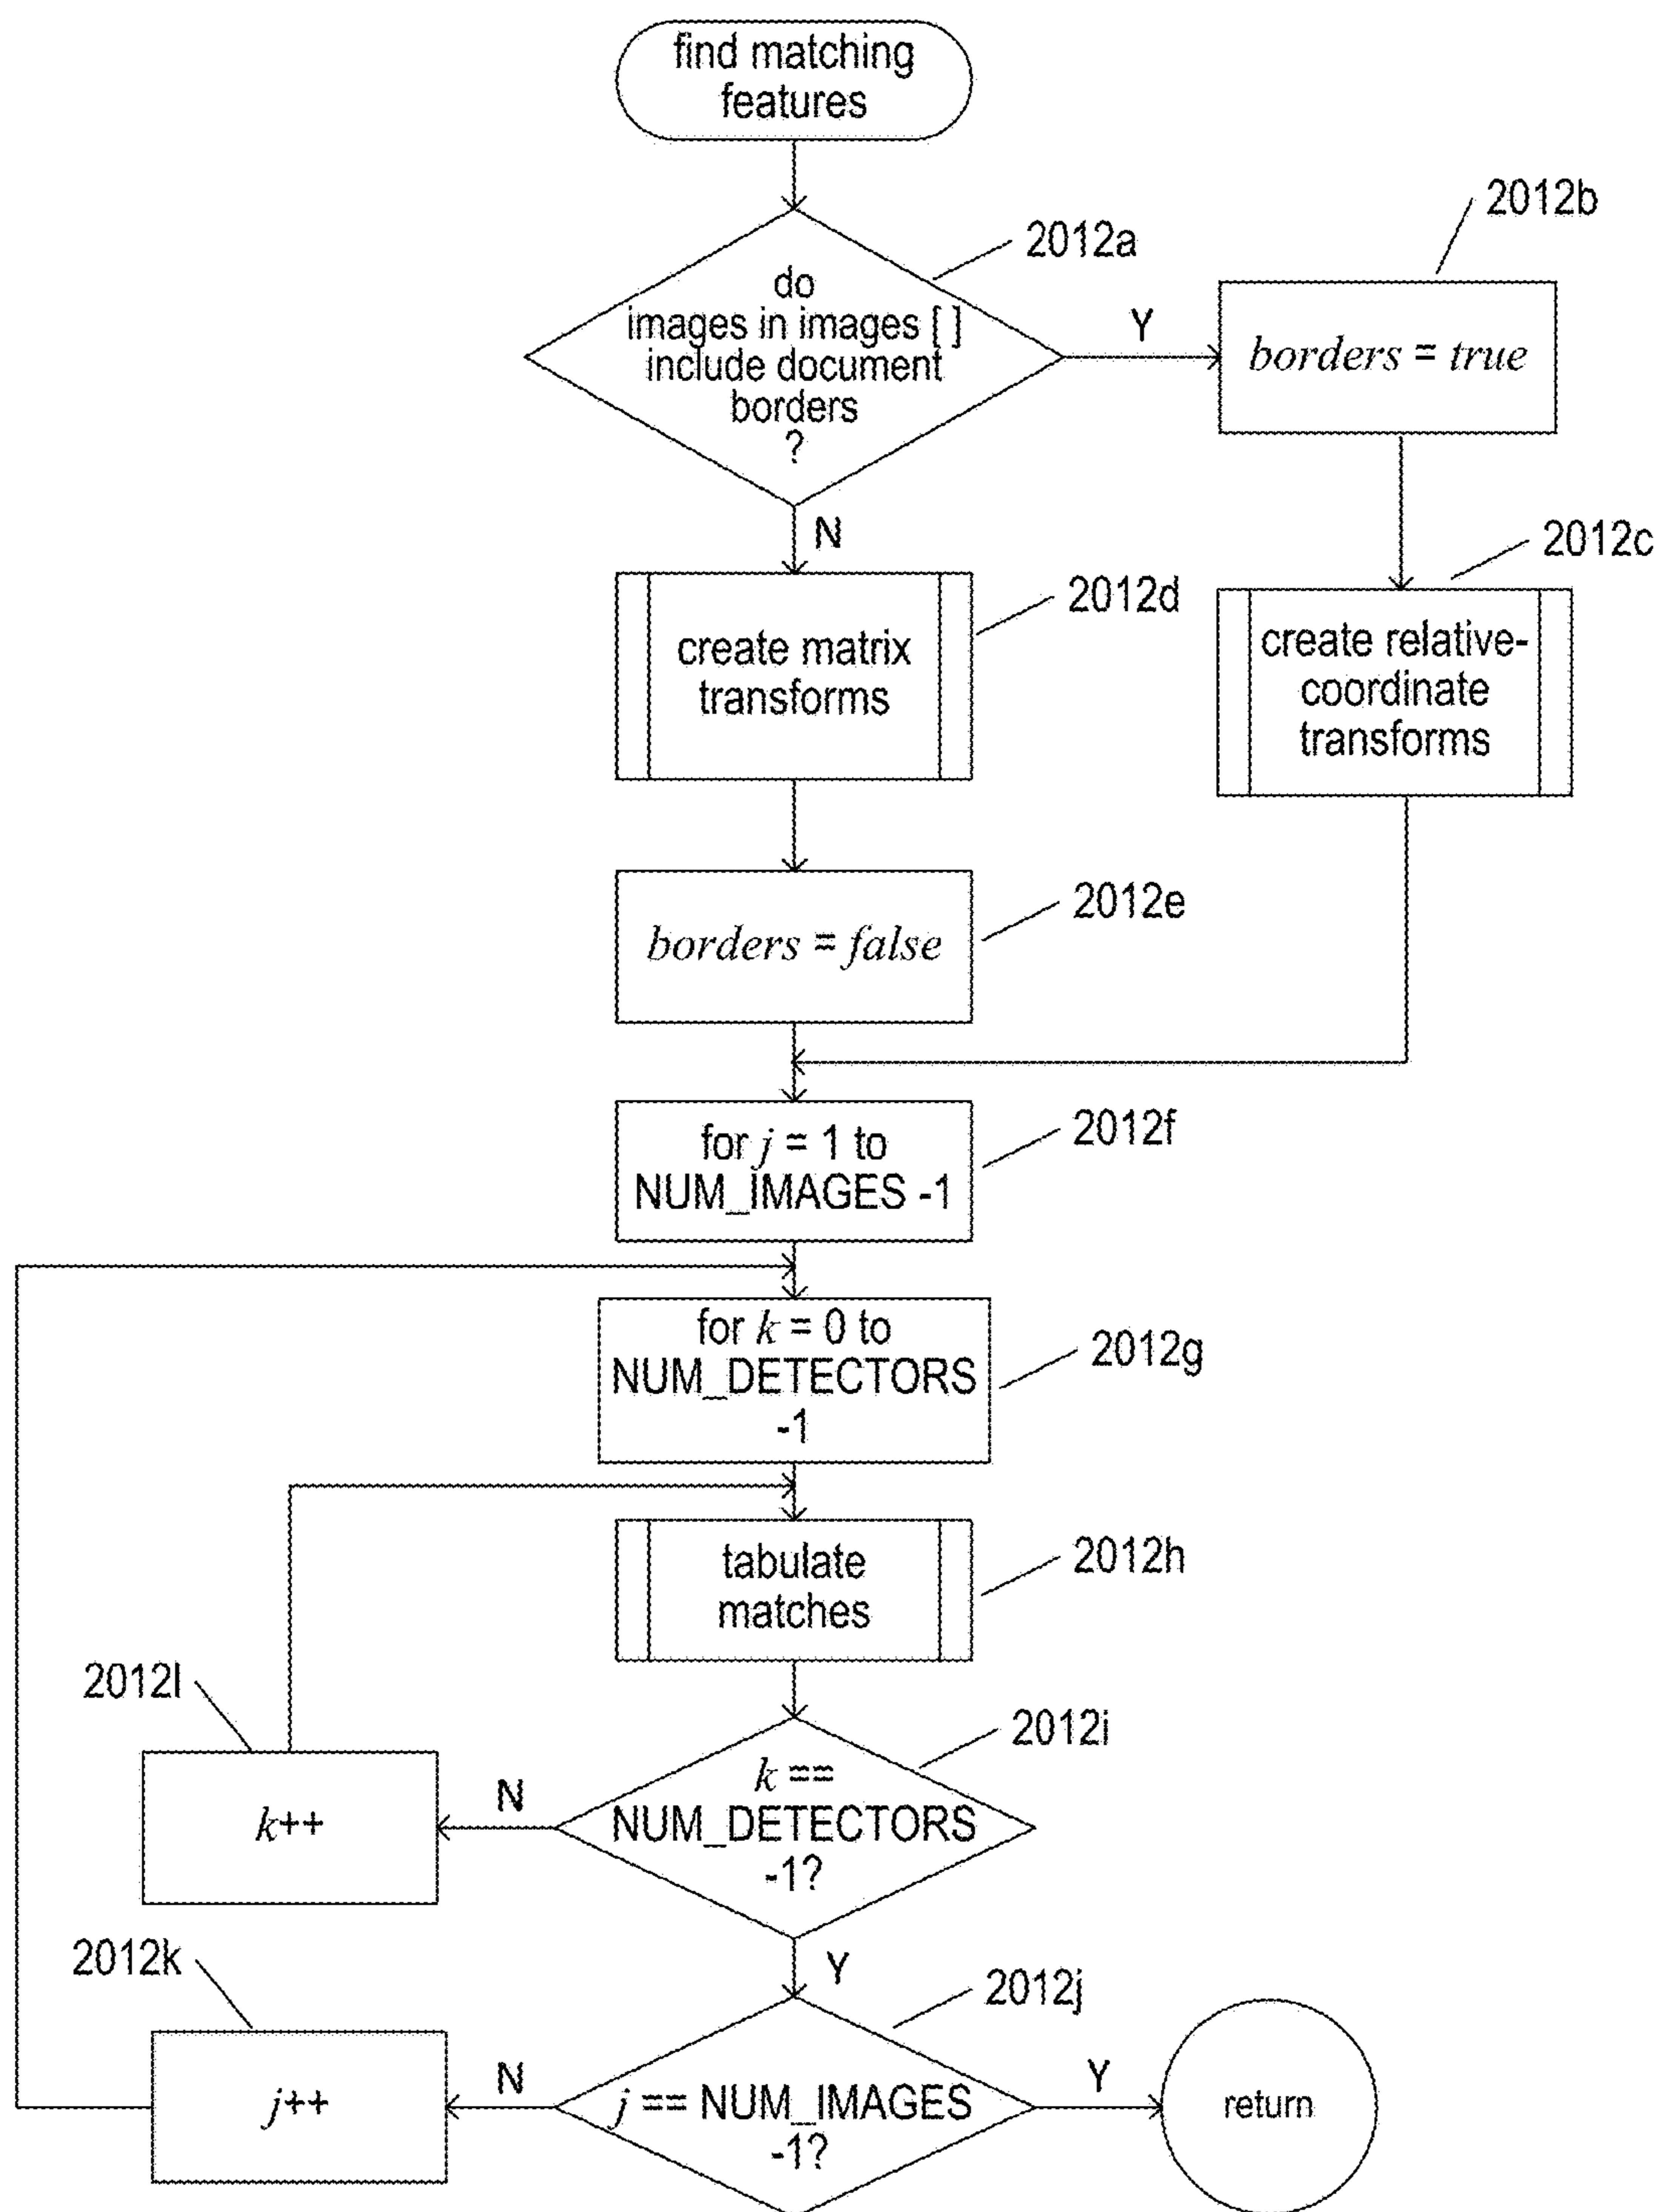 find matching
features
2012a
2012b
do
images in images [ ]
include document
borders
?
Y
borders = true
N
2012c
2012d
create matrix
transforms
create relative-
coordinate
transforms
2012e
borders = false
2012f
for j = 1 to
NUM_IMAGES -1
2012g
for k = 0 to
NUM_DETECTORS
-1
2012h
tabulate
matches
2012l
2012i
k ==
NUM_DETECTORS
-1?
N
k++
2012k
Y
2012j
j == NUM_IMAGES
-1?
N
j++
Y
return